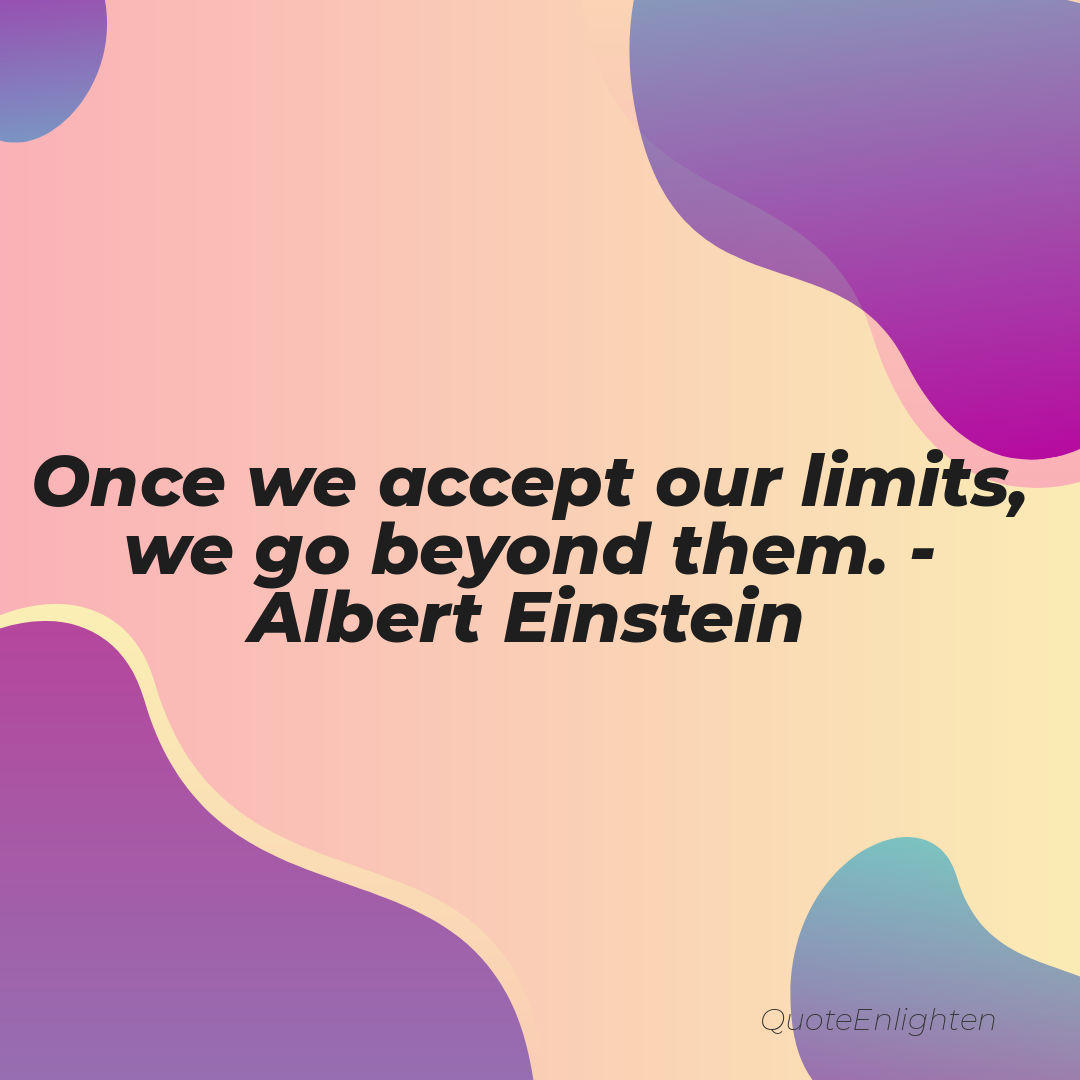 Once we accept our limits,
we go beyond them. -
Albert Einstein
QuoteEnlighten